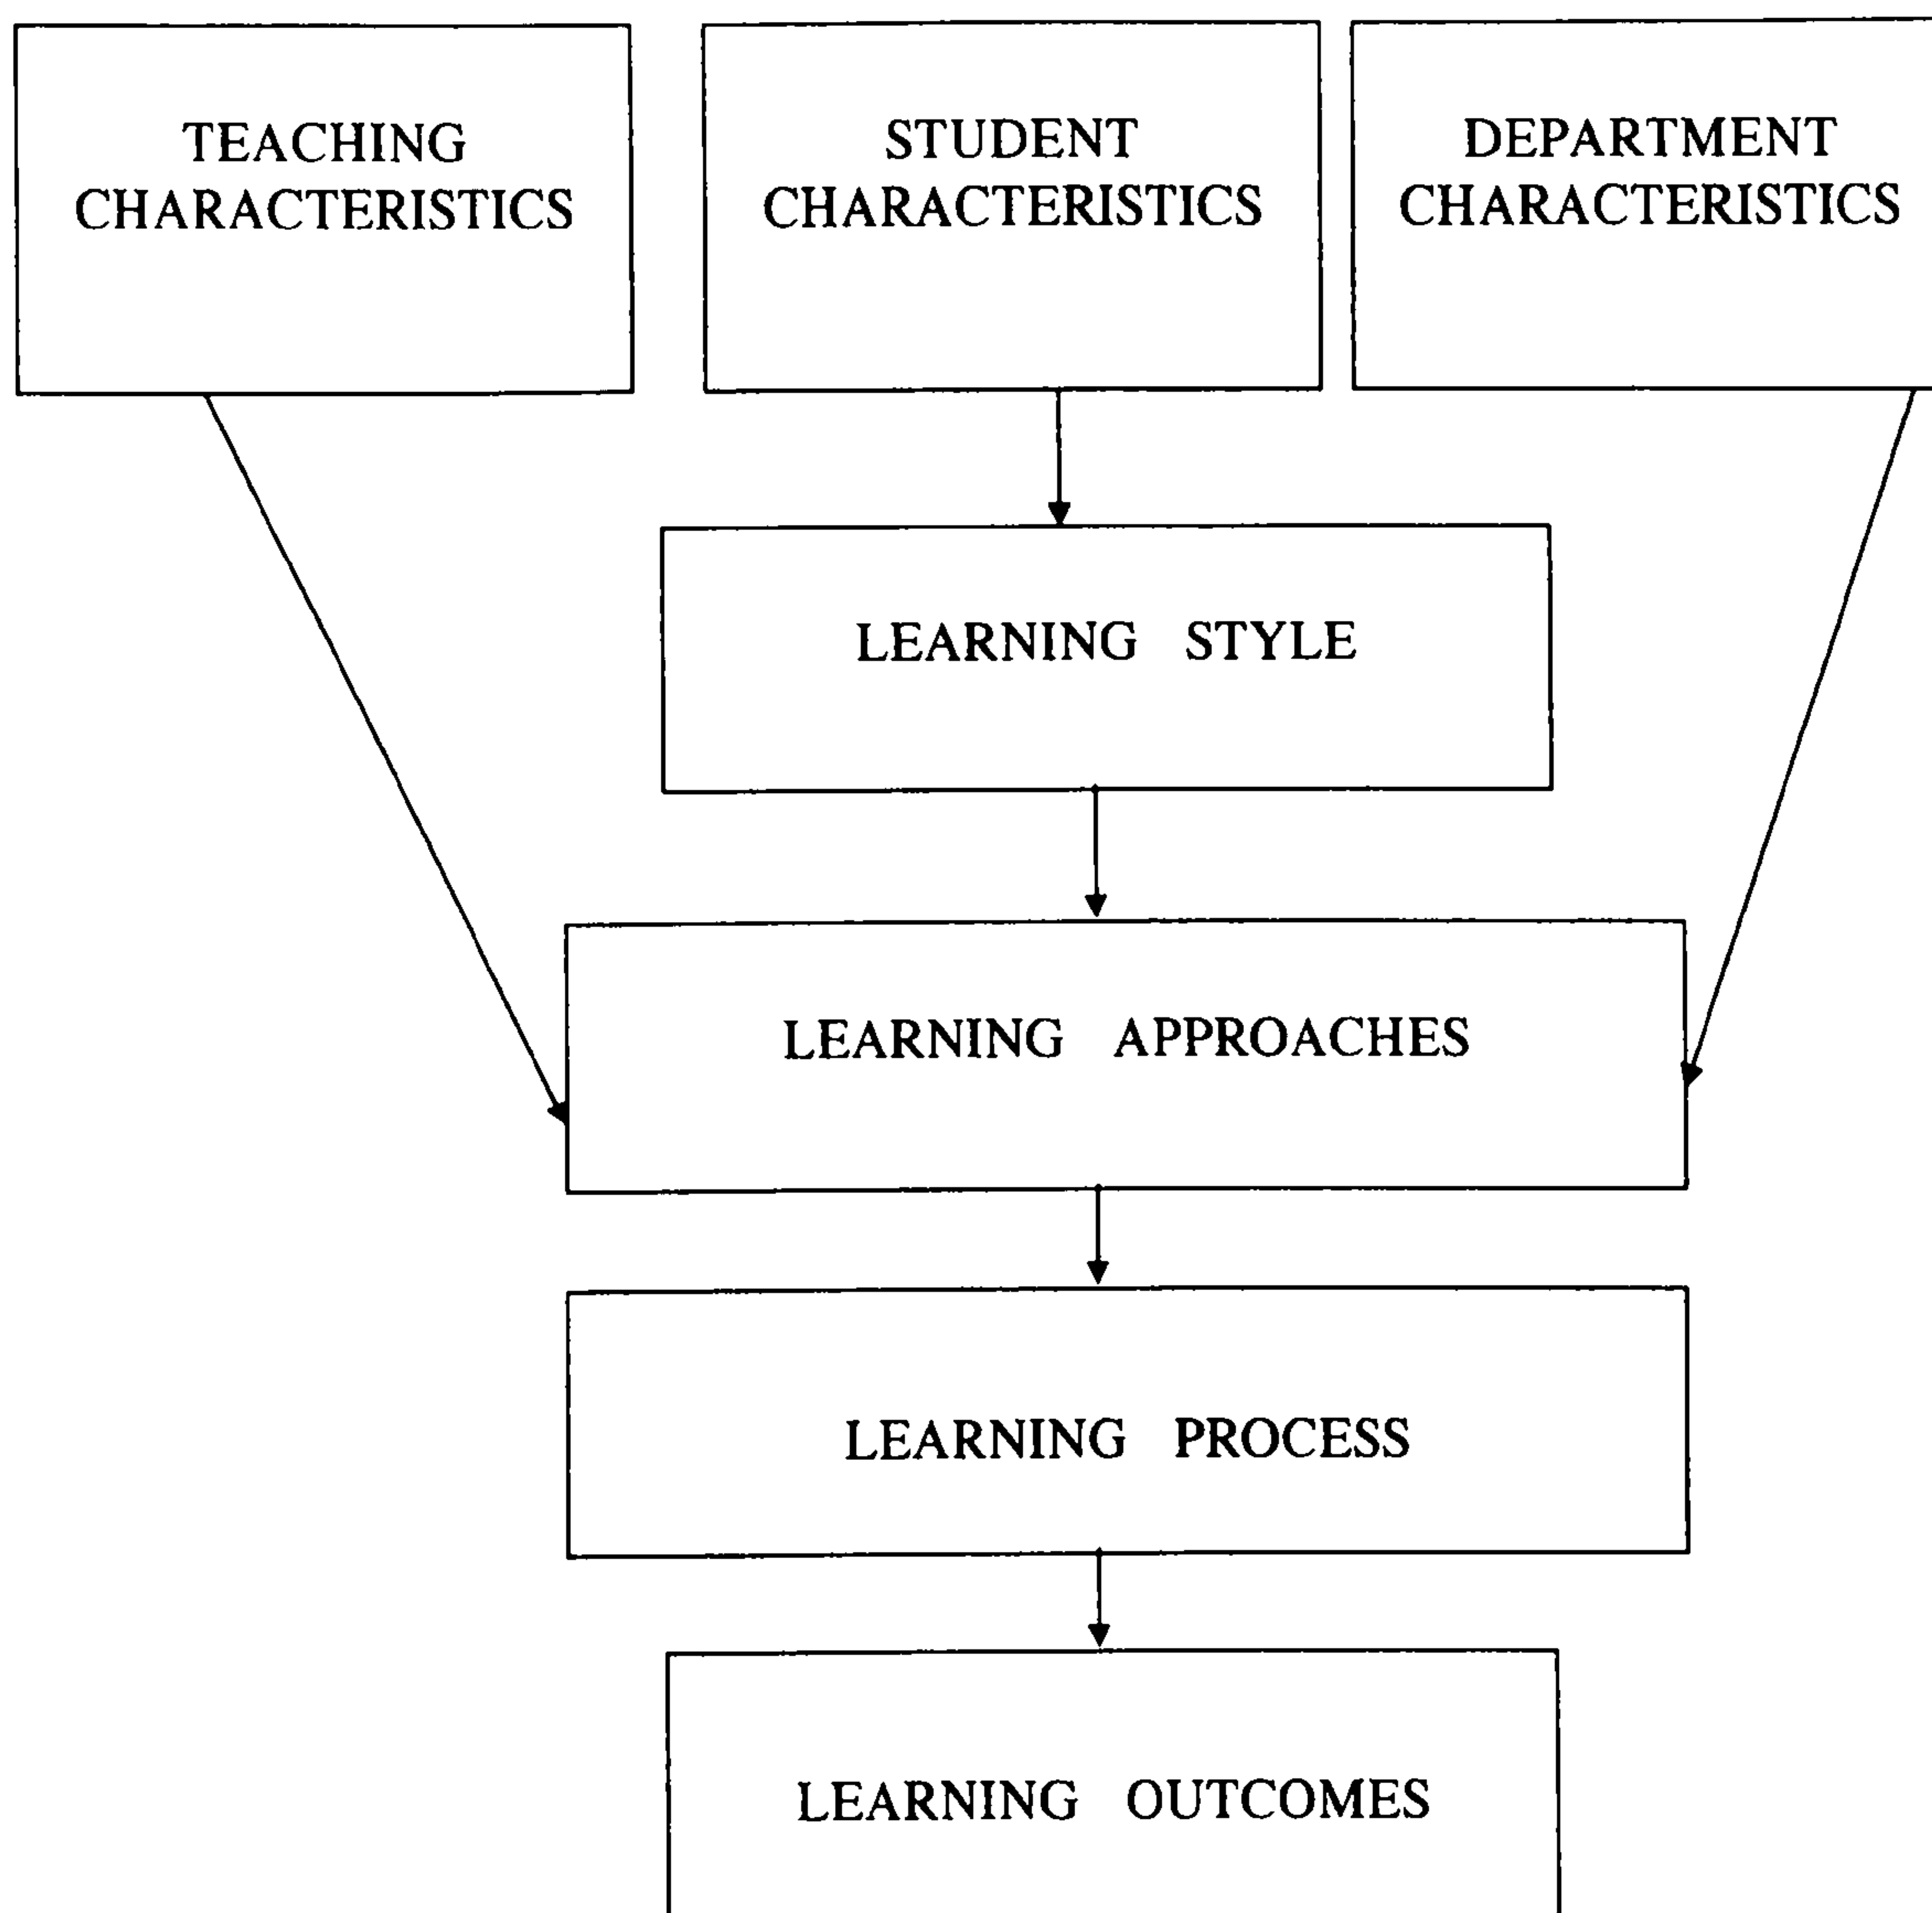 TEACHING
CHARACTERISTICS
STUDENT
CHARACTERISTICS
DEPARTMENT
CHARACTERISTICS
LEARNING STYLE
LEARNING APPROACHES
LEARNING PROCESS
LEARNING OUTCOMES